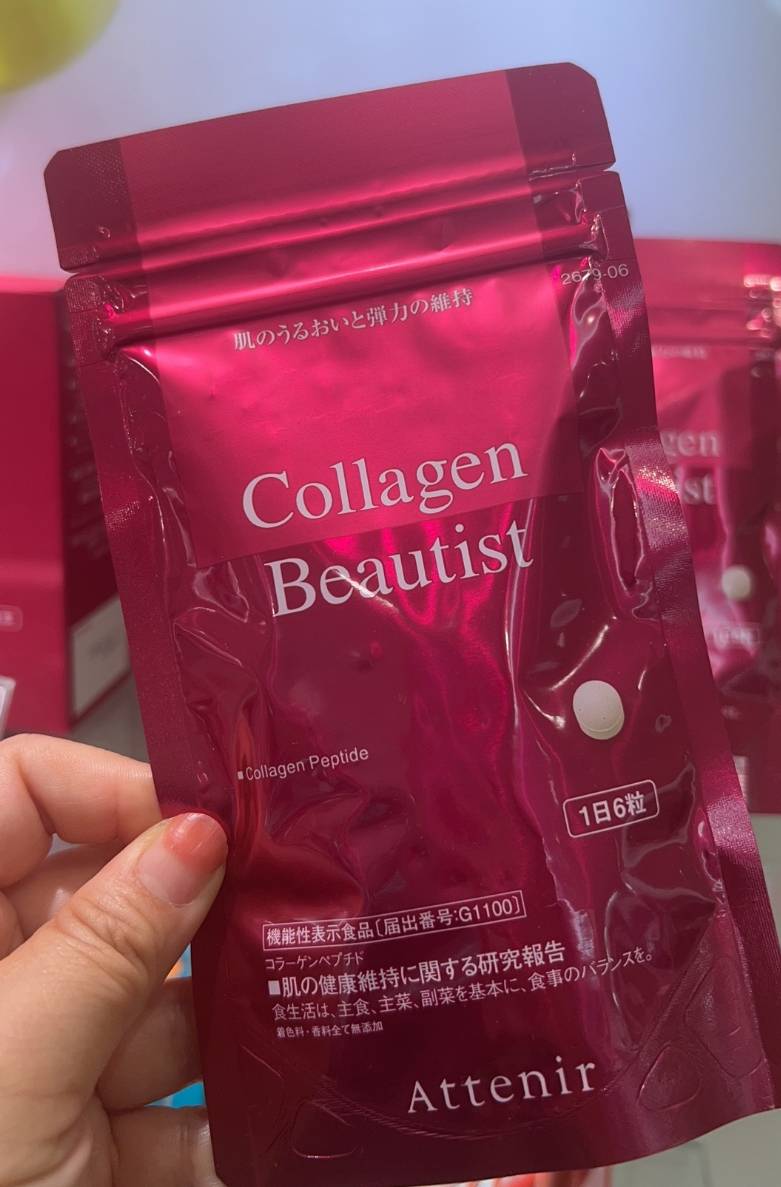 2679-06
肌のうるおいと弾力の維持
Collagen
Beautist
■Collagen Peptide
1日6粒
機能性表示食品〔届出番号:G1100〕
コラーゲンペプチド
■肌の健康維持に関する研究報告
食生活は、主食、主菜、副菜を基本に、食事のバランスを。
着色料・香料全て無添加
Attenir
gen
st